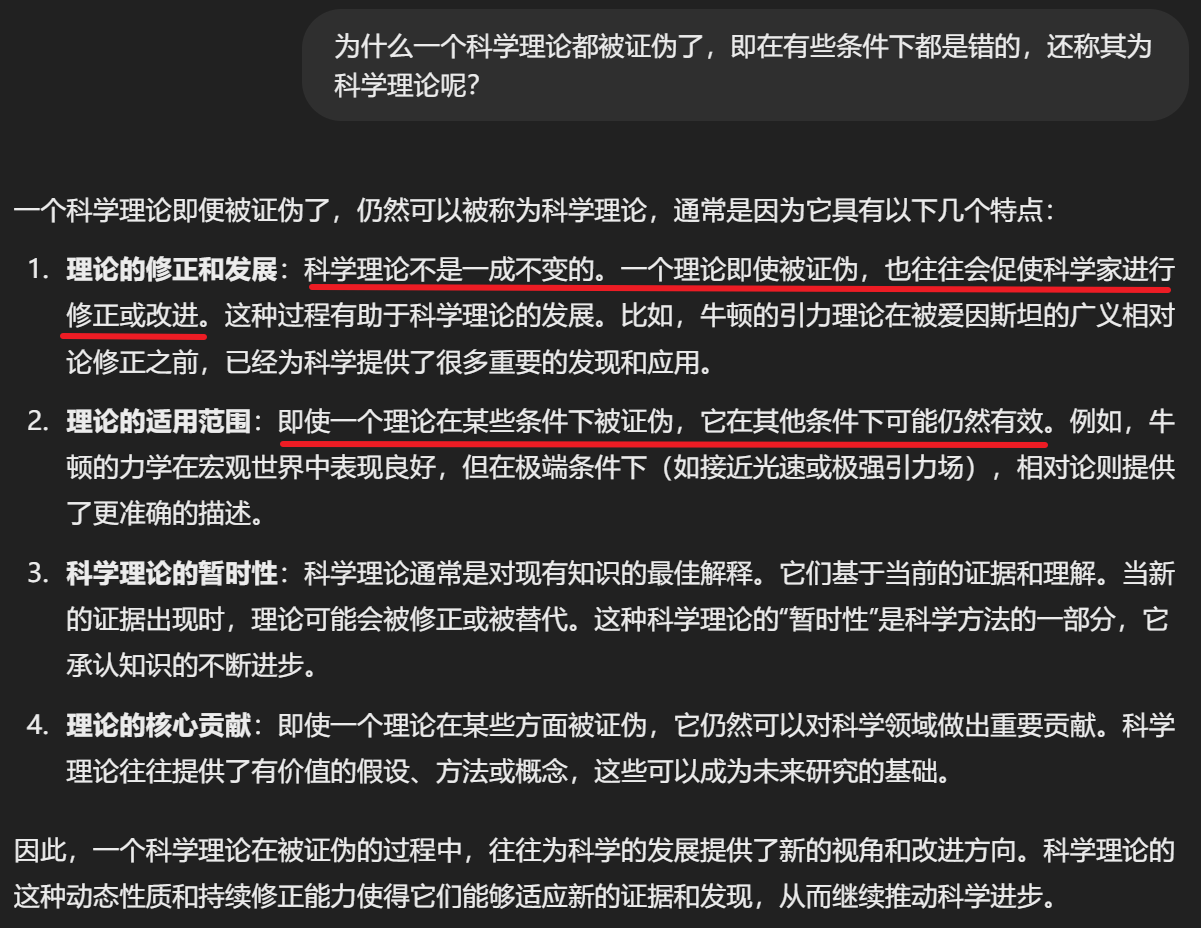 为什么一个科学理论都被证伪了，即在有些条件下都是错的，还称其为
科学理论呢？
一个科学理论即便被证伪了，仍然可以被称为科学理论，通常是因为它具有以下几个特点：
1. 理论的修正和发展：科学理论不是一成不变的。一个理论即使被证伪，也往往会促使科学家进行
修正或改进。这种过程有助于科学理论的发展。比如，牛顿的引力理论在被爱因斯坦的广义相对
论修正之前，已经为科学提供了很多重要的发现和应用。
2. 理论的适用范围：即使一个理论在某些条件下被证伪，它在其他条件下可能仍然有效。例如，牛
顿的力学在宏观世界中表现良好，但在极端条件下（如接近光速或极强引力场），相对论则提供
了更准确的描述。
3. 科学理论的暂时性：科学理论通常是对现有知识的最佳解释。它们基于当前的证据和理解。当新
的证据出现时，理论可能会被修正或被替代。这种科学理论的“暂时性”是科学方法的一部分，它
承认知识的不断进步。
4. 理论的核心贡献：即使一个理论在某些方面被证伪，它仍然可以对科学领域做出重要贡献。科学
理论往往提供了有价值的假设、方法或概念，这些可以成为未来研究的基础。
因此，一个科学理论在被证伪的过程中，往往为科学的发展提供了新的视角和改进方向。科学理论的
这种动态性质和持续修正能力使得它们能够适应新的证据和发现，从而继续推动科学进步。